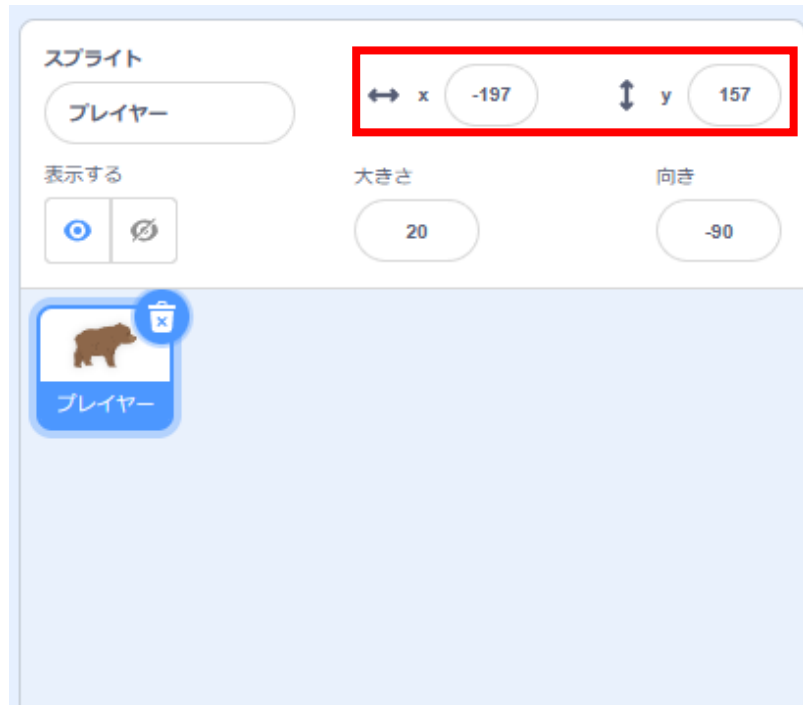 スプライト
プレイヤー
x -197 y 157
表示する 大きさ 向き
20 -90
プレイヤー